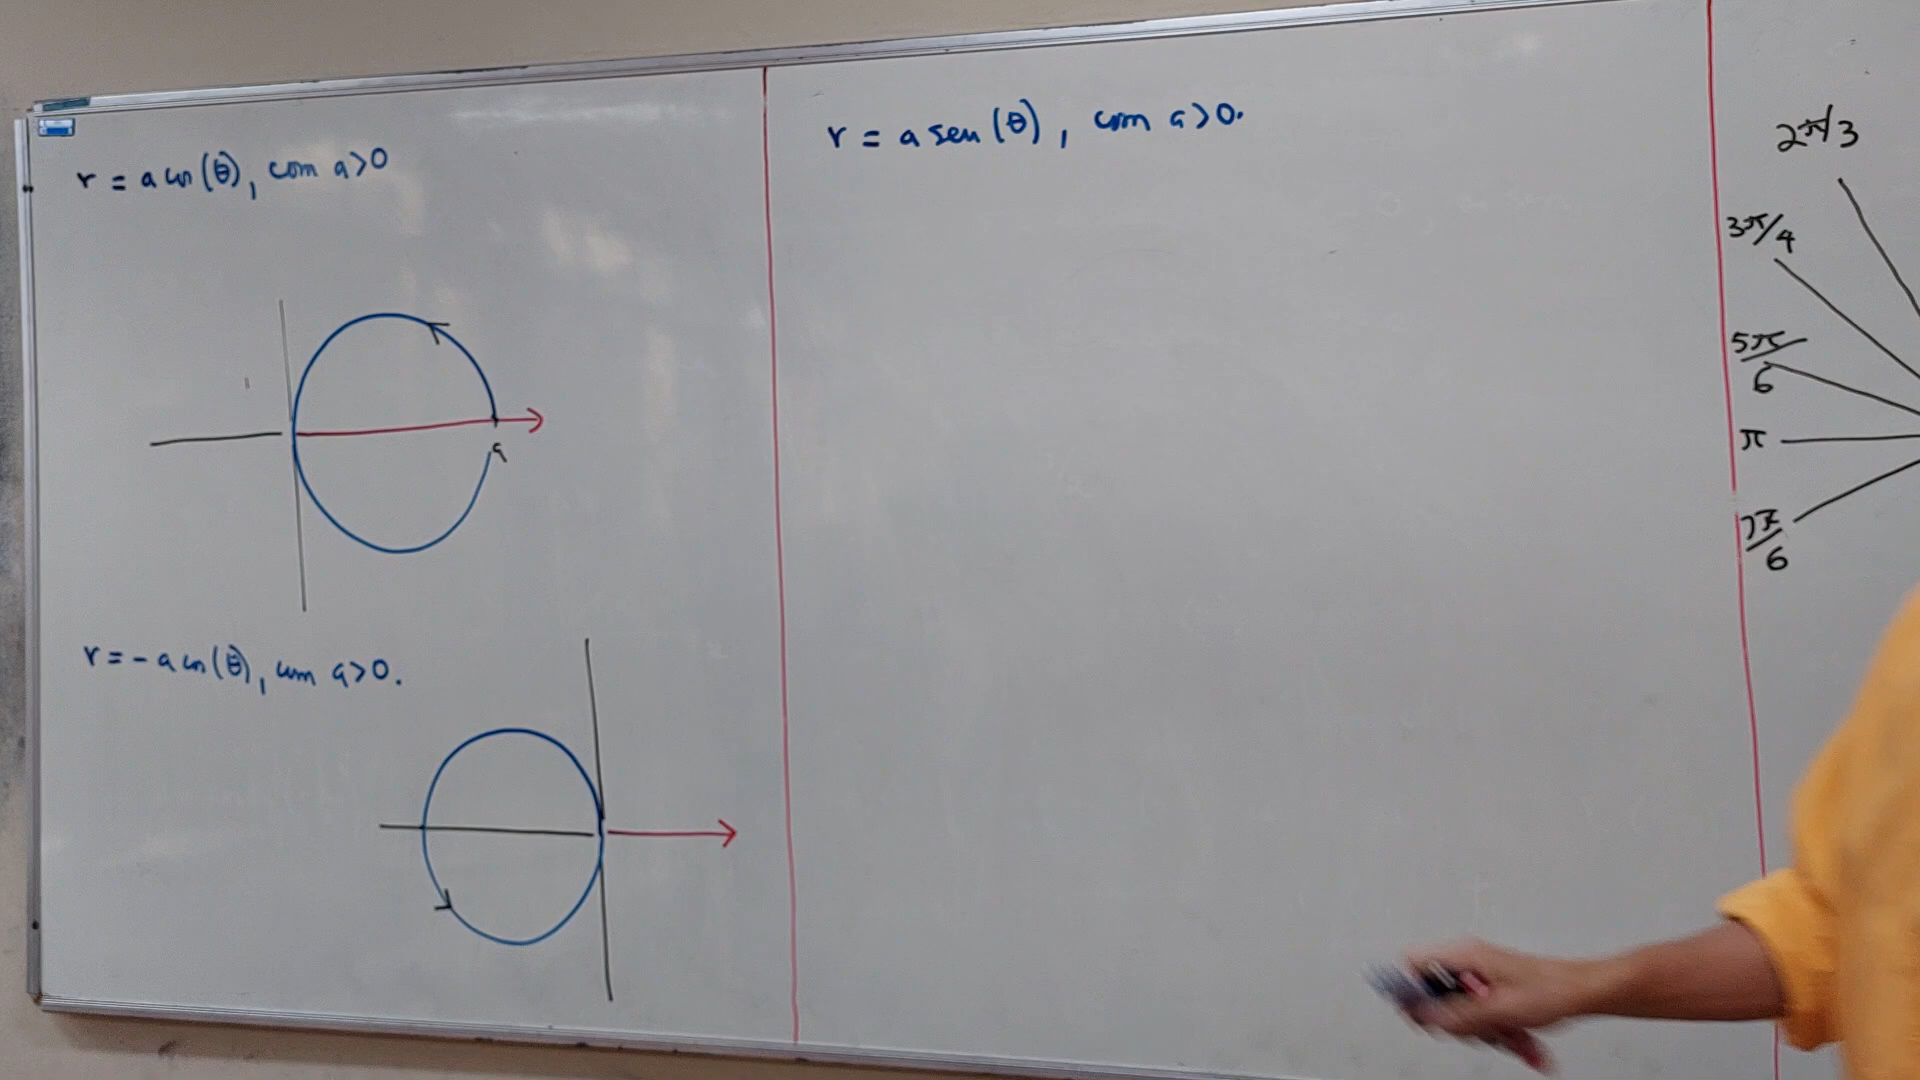 r = a cos(θ), com a>0
a
r = -a cos(θ), com a>0.
r = a sen(θ), com a>0.
2π/3
3π/4
5π/6
π
7π/6